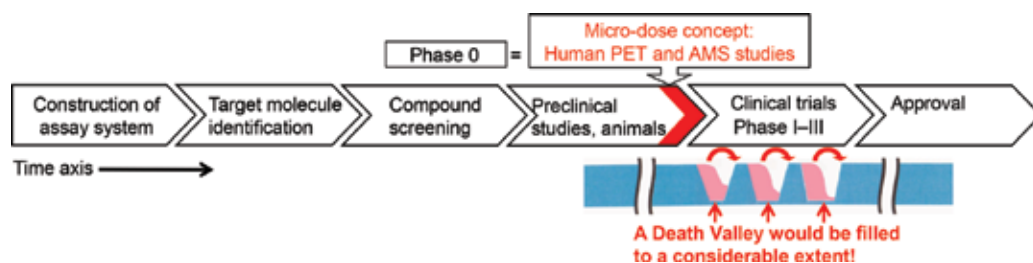 Micro-dose concept:
Phase 0 = Human PET and AMS studies
Construction of
assay system
Target molecule
identification
Compound
screening
Preclinical
studies, animals
Clinical trials
Phase I–III
Approval
Time axis
A Death Valley would be filled
to a considerable extent!